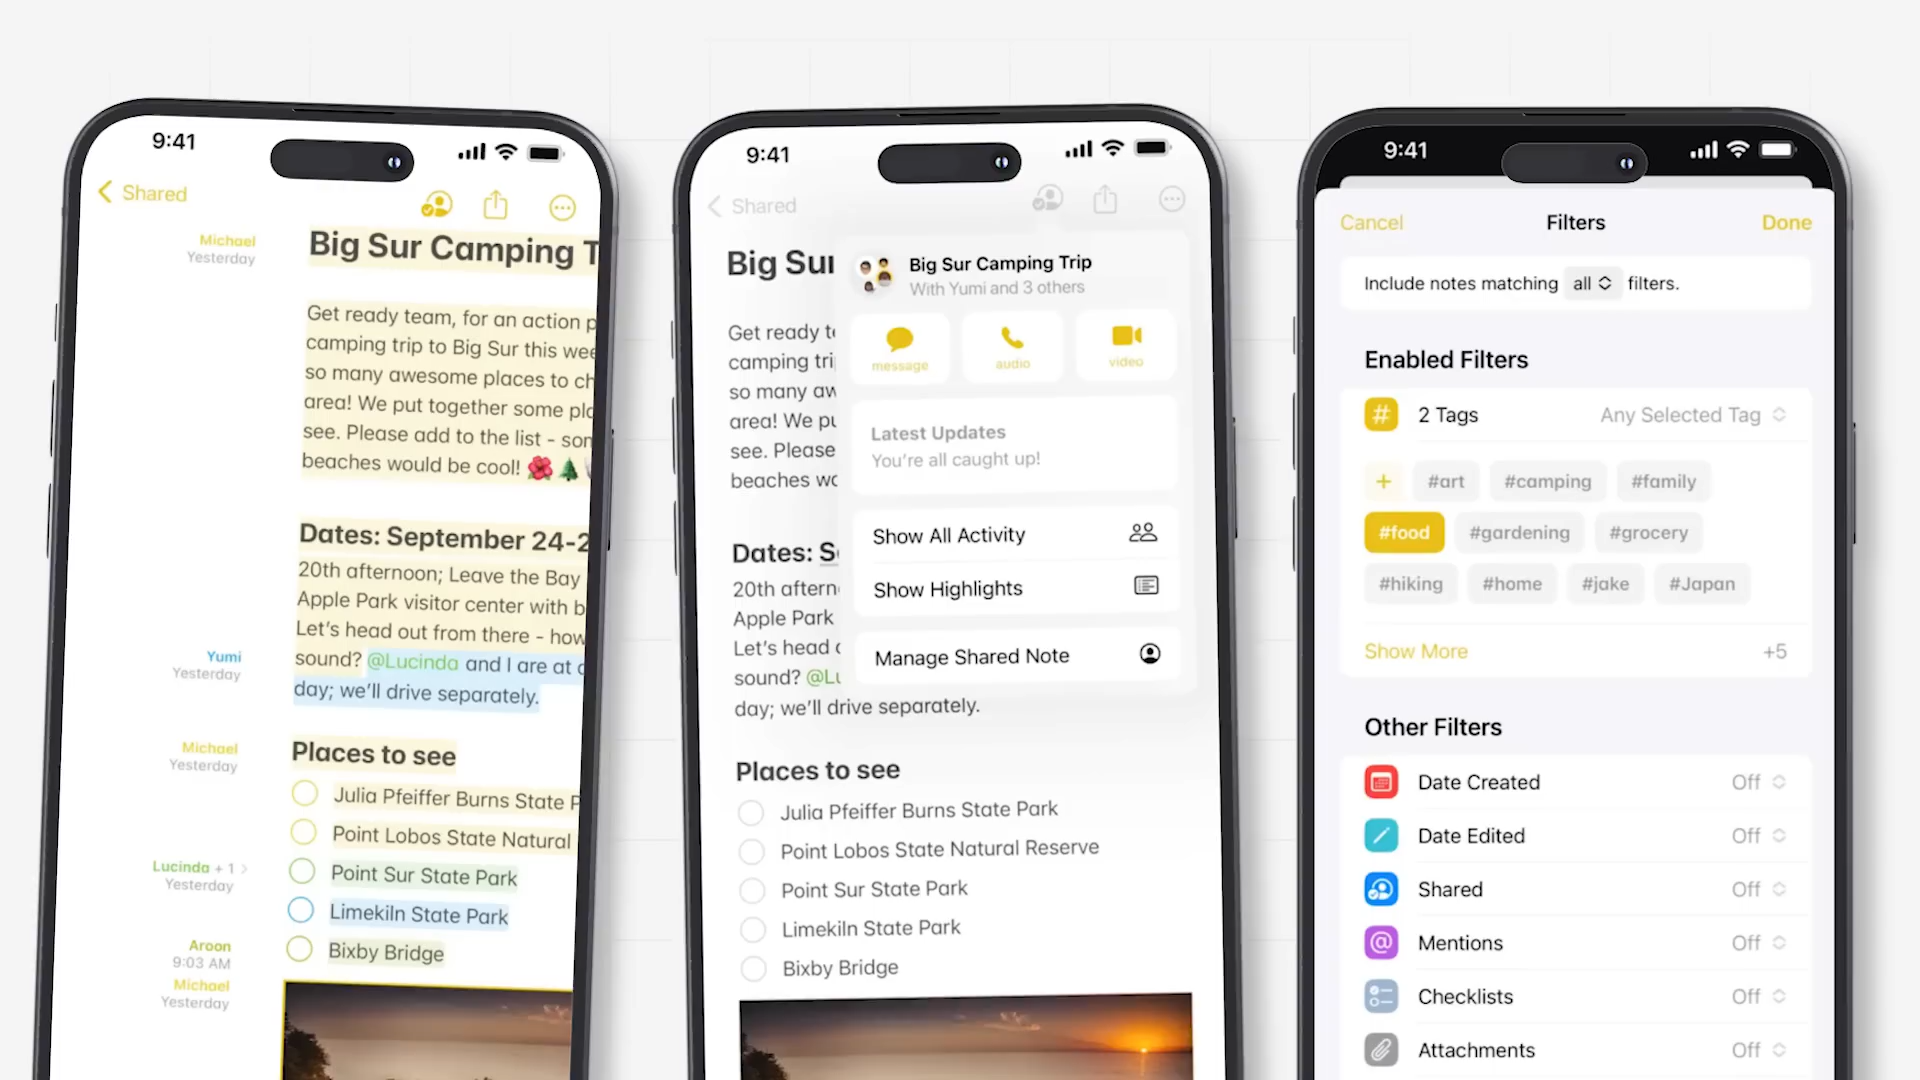 9:41
Shared
Michael
Yesterday
Big Sur Camping T
Get ready team, for an action p
camping trip to Big Sur this wee
so many awesome places to ch
area! We put together some pla
see. Please add to the list - son
beaches would be cool! 🌺🌲
Dates: September 24-2
20th afternoon; Leave the Bay
Apple Park visitor center with b
Let's head out from there - how
Yumi
Yesterday
sound? @Lucinda and I are at d
day; we'll drive separately.
Michael
Yesterday
Places to see
Julia Pfeiffer Burns State P
Point Lobos State Natural
Lucinda + 1 >
Yesterday
Point Sur State Park
Limekiln State Park
Aroon
9:03 AM
Bixby Bridge
Michael
Yesterday
9:41
Shared
Big Sur
Get ready te
camping trip
so many aw
area! We pu
see. Please
beaches wo
Dates: Se
20th aftern
Apple Park
Let's head o
sound? @Lu
day; we'll drive separately.
Big Sur Camping Trip
With Yumi and 3 others
message
audio
video
Latest Updates
You're all caught up!
Show All Activity
Show Highlights
Manage Shared Note
Places to see
Julia Pfeiffer Burns State Park
Point Lobos State Natural Reserve
Point Sur State Park
Limekiln State Park
Bixby Bridge
9:41
Cancel
Filters
Done
Include notes matching all filters.
Enabled Filters
# 2 Tags Any Selected Tag
+ #art #camping #family
#food #gardening #grocery
#hiking #home #jake #Japan
Show More +5
Other Filters
Date Created Off
Date Edited Off
Shared Off
@ Mentions Off
Checklists Off
Attachments Off